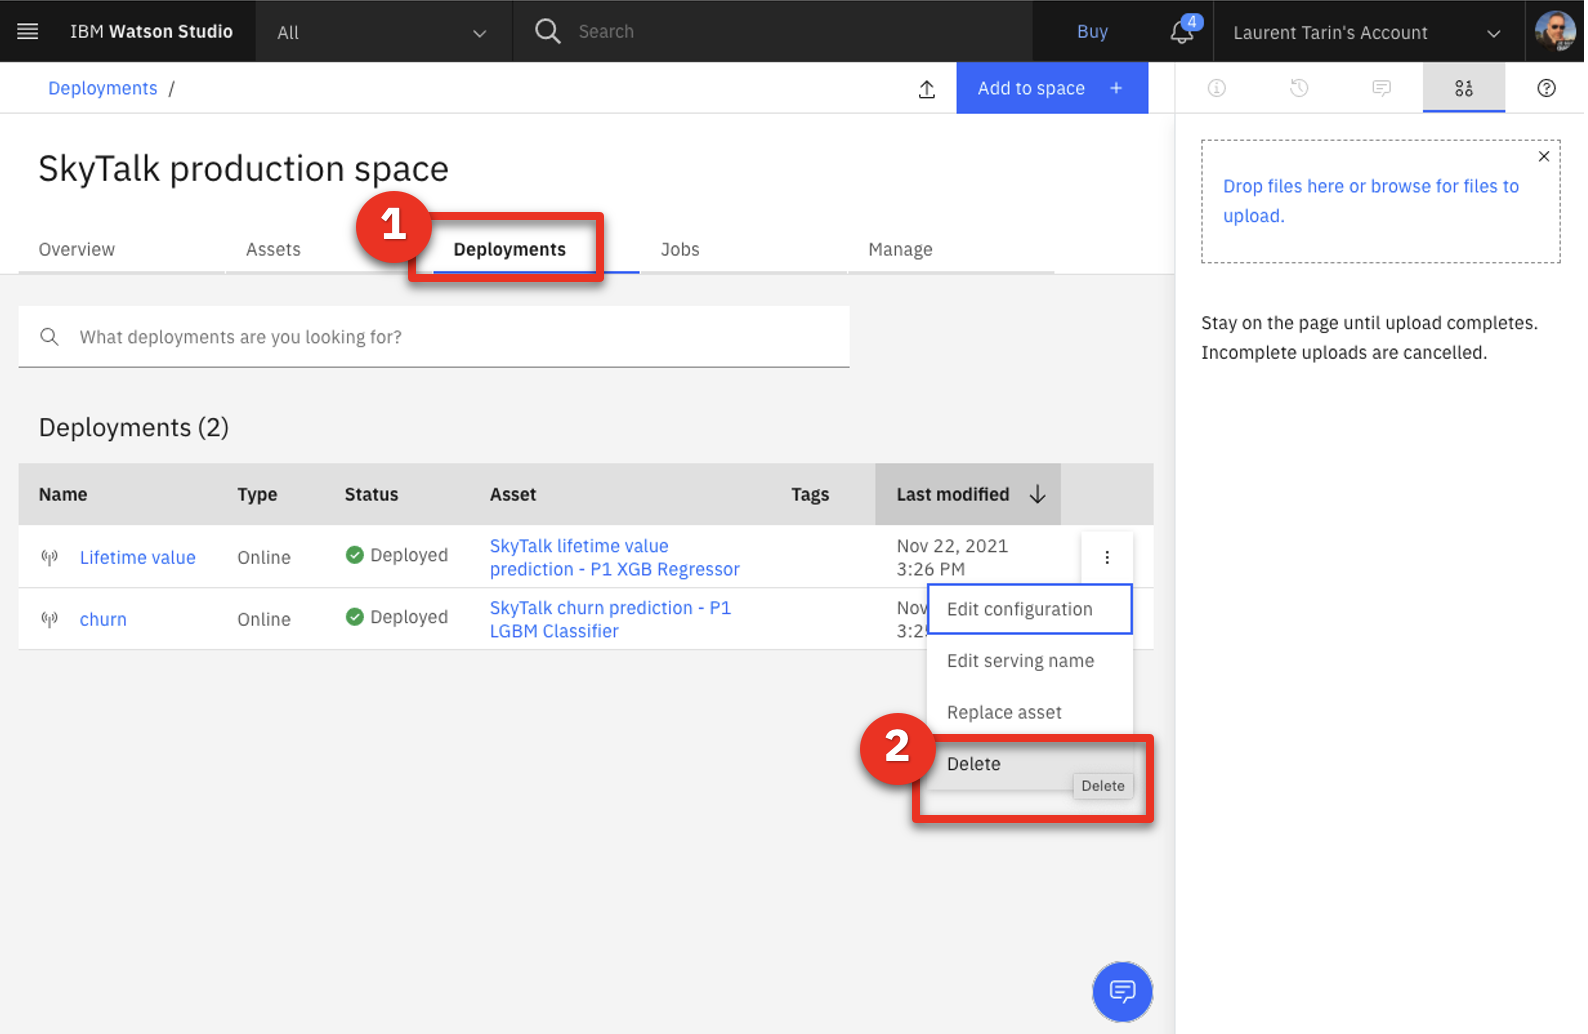 IBM Watson Studio
All
Search
Buy
4
Laurent Tarin's Account
Deployments /
Add to space +
SkyTalk production space
1
Overview
Assets
Deployments
Jobs
Manage
What deployments are you looking for?
Deployments (2)
Name
Type
Status
Asset
Tags
Last modified
Lifetime value
Online
Deployed
SkyTalk lifetime value
prediction - P1 XGB Regressor
Nov 22, 2021
3:26 PM
churn
Online
Deployed
SkyTalk churn prediction - P1
LGBM Classifier
Nov
Edit configuration
Edit serving name
Replace asset
2
Delete
Delete
Drop files here or browse for files to
upload.
Stay on the page until upload completes.
Incomplete uploads are cancelled.